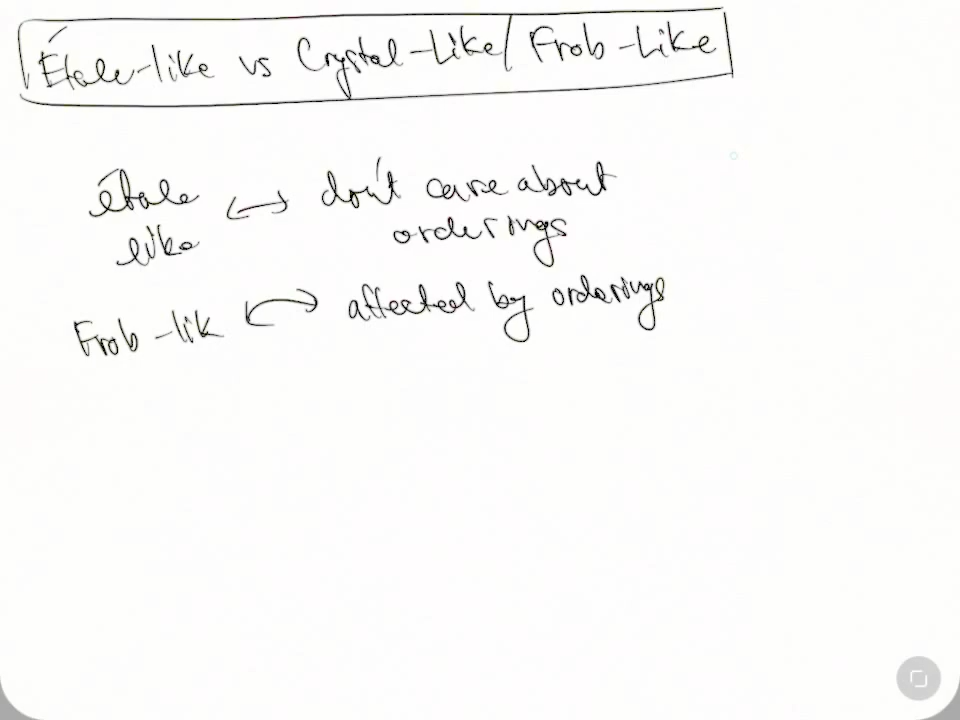 Étale-like vs Crystal-Like/ Frob-Like
étale like ↔ don't care about orderings
Frob-lik ↔ affected by orderings